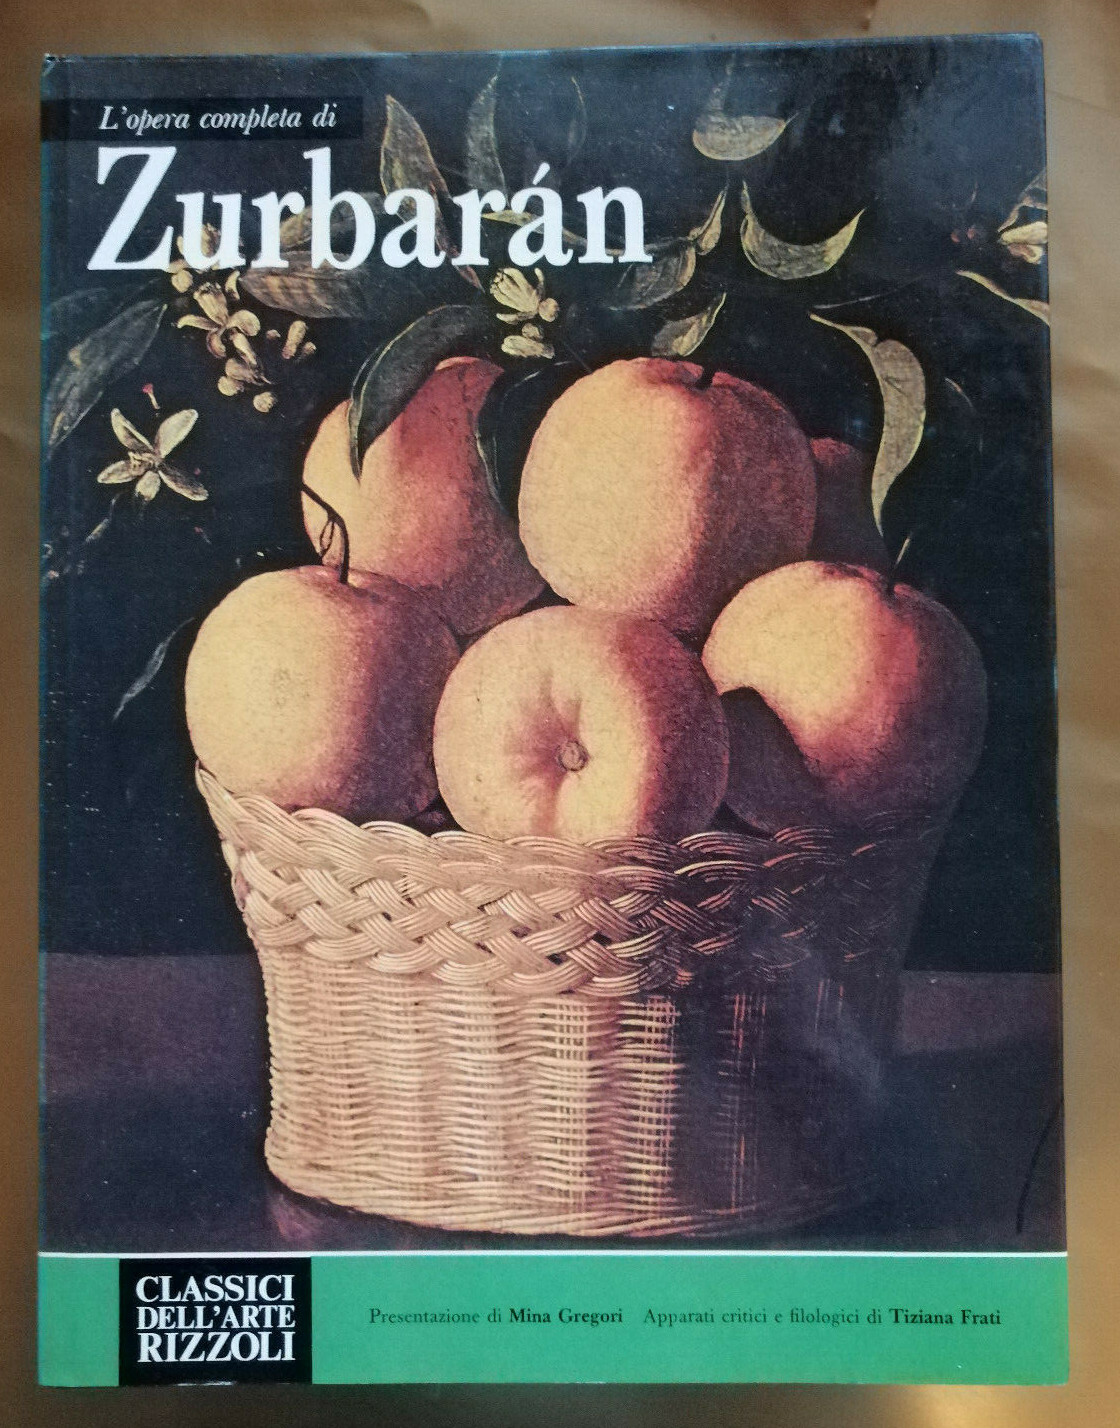 L'opera completa di
Zurbarán
CLASSICI
DELL'ARTE
RIZZOLI
Presentazione di Mina Gregori Apparati critici e filologici di Tiziana Frati